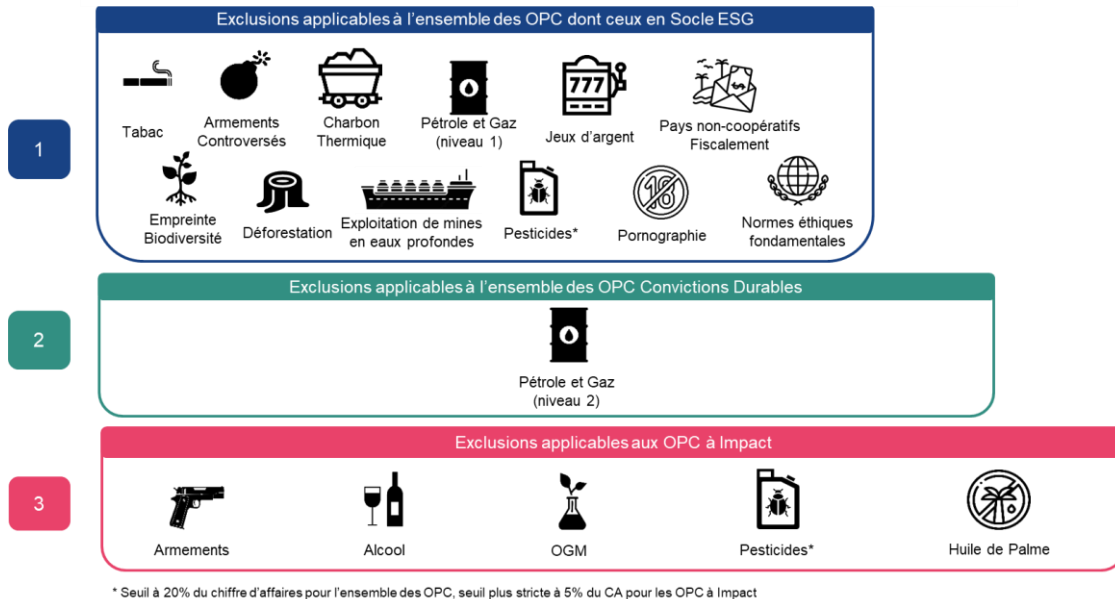 Exclusions applicables à l'ensemble des OPC dont ceux en Socle ESG
1
777
Tabac
Armements
Controversés
Charbon
Thermique
Pétrole et Gaz
(niveau 1)
Jeux d'argent
Pays non-coopératifs
Fiscalement
18
Empreinte
Biodiversité
Déforestation
Exploitation de mines
en eaux profondes
Pesticides*
Pornographie
Normes éthiques
fondamentales
Exclusions applicables à l'ensemble des OPC Convictions Durables
2
Pétrole et Gaz
(niveau 2)
Exclusions applicables aux OPC à Impact
3
Armements
Alcool
OGM
Pesticides*
Huile de Palme
* Seuil à 20% du chiffre d'affaires pour l'ensemble des OPC, seuil plus stricte à 5% du CA pour les OPC à Impact